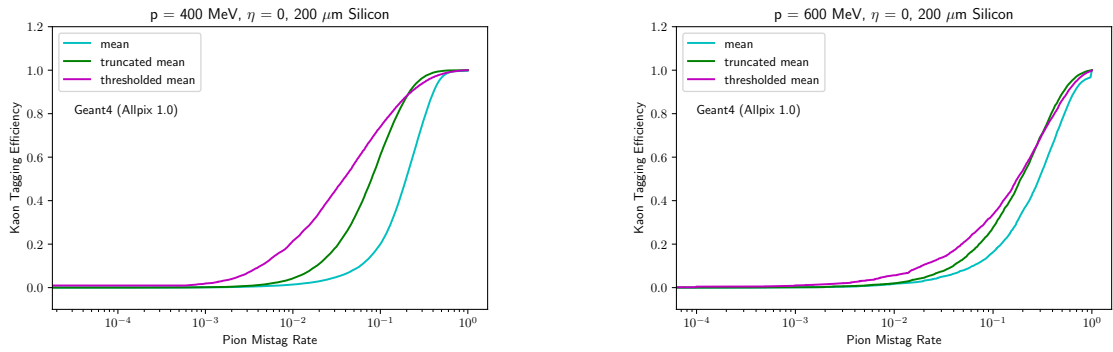 p = 400 MeV, η = 0, 200 μm Silicon
1.2
1.0
0.8
0.6
0.4
0.2
0.0
Kaon Tagging Efficiency
mean
truncated mean
thresholded mean
Geant4 (Allpix 1.0)
10⁻⁴
10⁻³
10⁻²
10⁻¹
10⁰
Pion Mistag Rate
p = 600 MeV, η = 0, 200 μm Silicon
1.2
1.0
0.8
0.6
0.4
0.2
0.0
Kaon Tagging Efficiency
mean
truncated mean
thresholded mean
Geant4 (Allpix 1.0)
10⁻⁴
10⁻³
10⁻²
10⁻¹
10⁰
Pion Mistag Rate